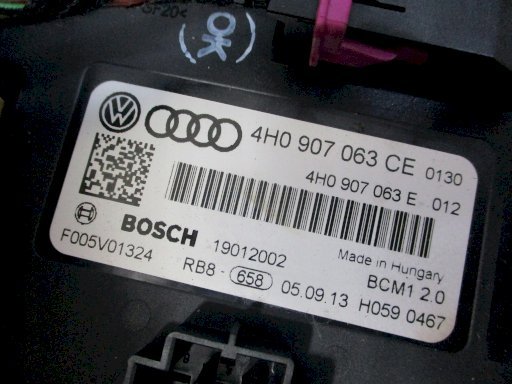 SF20
4H0 907 063 CE 0130
4H0 907 063 E 012
BOSCH 19012002 Made in Hungary
F005V01324 RB8 - 658 05.09.13 BCM1 2.0
H059 0467